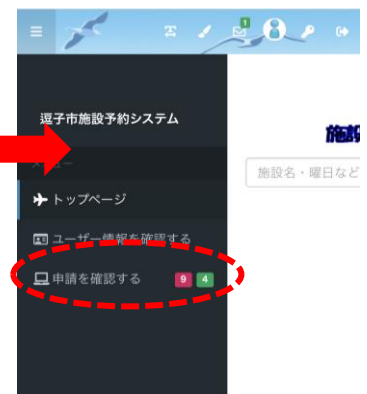 1
逗子市施設予約システム
施設
メニュー
施設名・曜日など
トップページ
ユーザー情報を確認する
申請を確認する 9 4